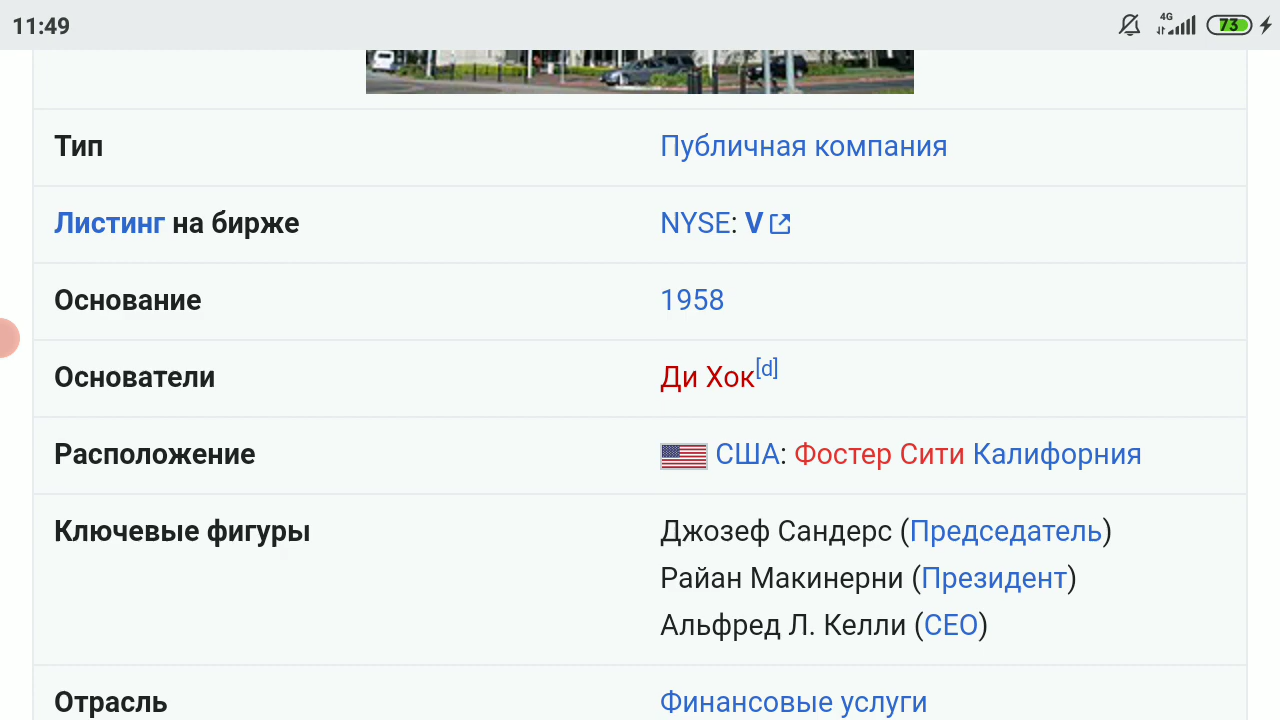 11:49
4G
73
Тип Публичная компания
Листинг на бирже NYSE: V
Основание 1958
Основатели Ди Хок[d]
Расположение США: Фостер Сити Калифорния
Ключевые фигуры Джозеф Сандерс (Председатель)
Райан Макинерни (Президент)
Альфред Л. Келли (CEO)
Отрасль Финансовые услуги